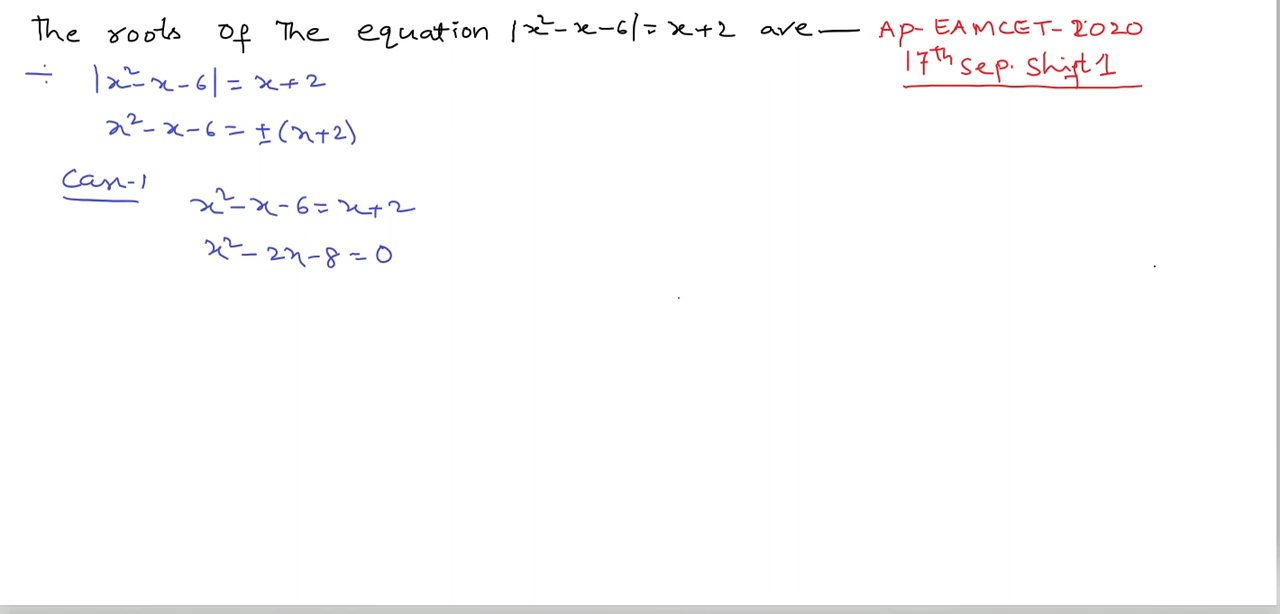 The roots of The equation |x²-x-6|=x+2 are— Ap-EAMCET-2020
17th sep. shift 1
÷ |x²-x-6|=x+2
x²-x-6=±(x+2)
Case-1
x²-x-6=x+2
x²-2x-8=0